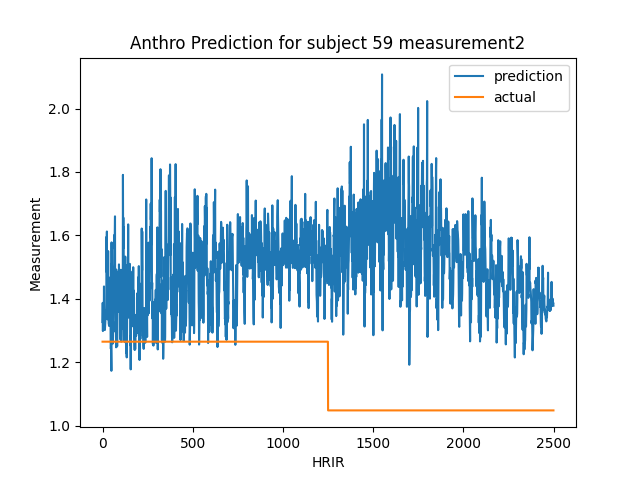 Anthro Prediction for subject 59 measurement2
prediction
actual
Measurement
2.0
1.8
1.6
1.4
1.2
1.0
0 500 1000 1500 2000 2500
HRIR